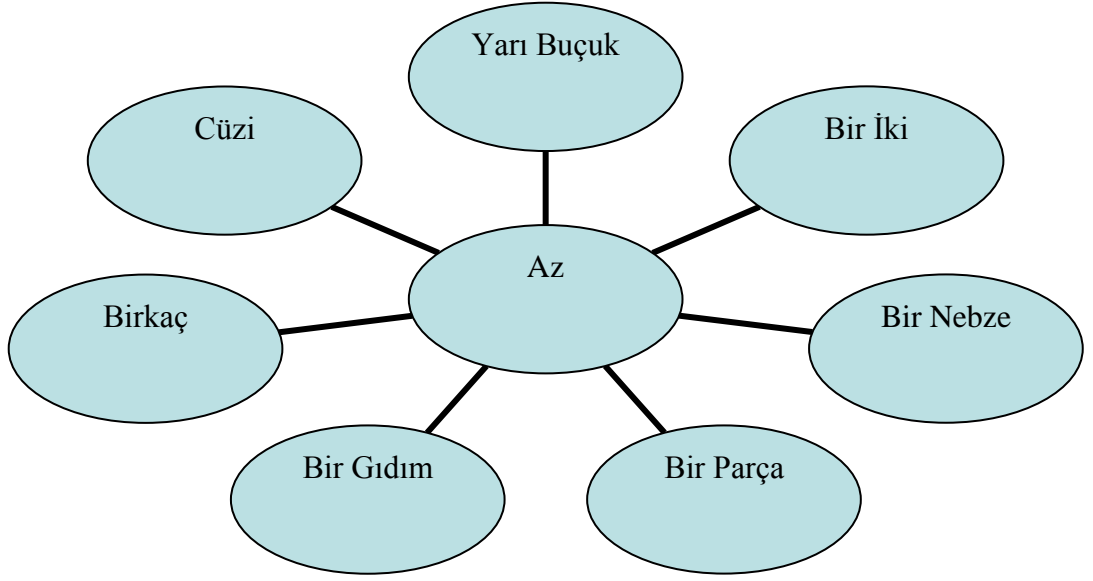 Yarı Buçuk
Cüzi
Bir İki
Az
Birkaç
Bir Nebze
Bir Gıdım
Bir Parça